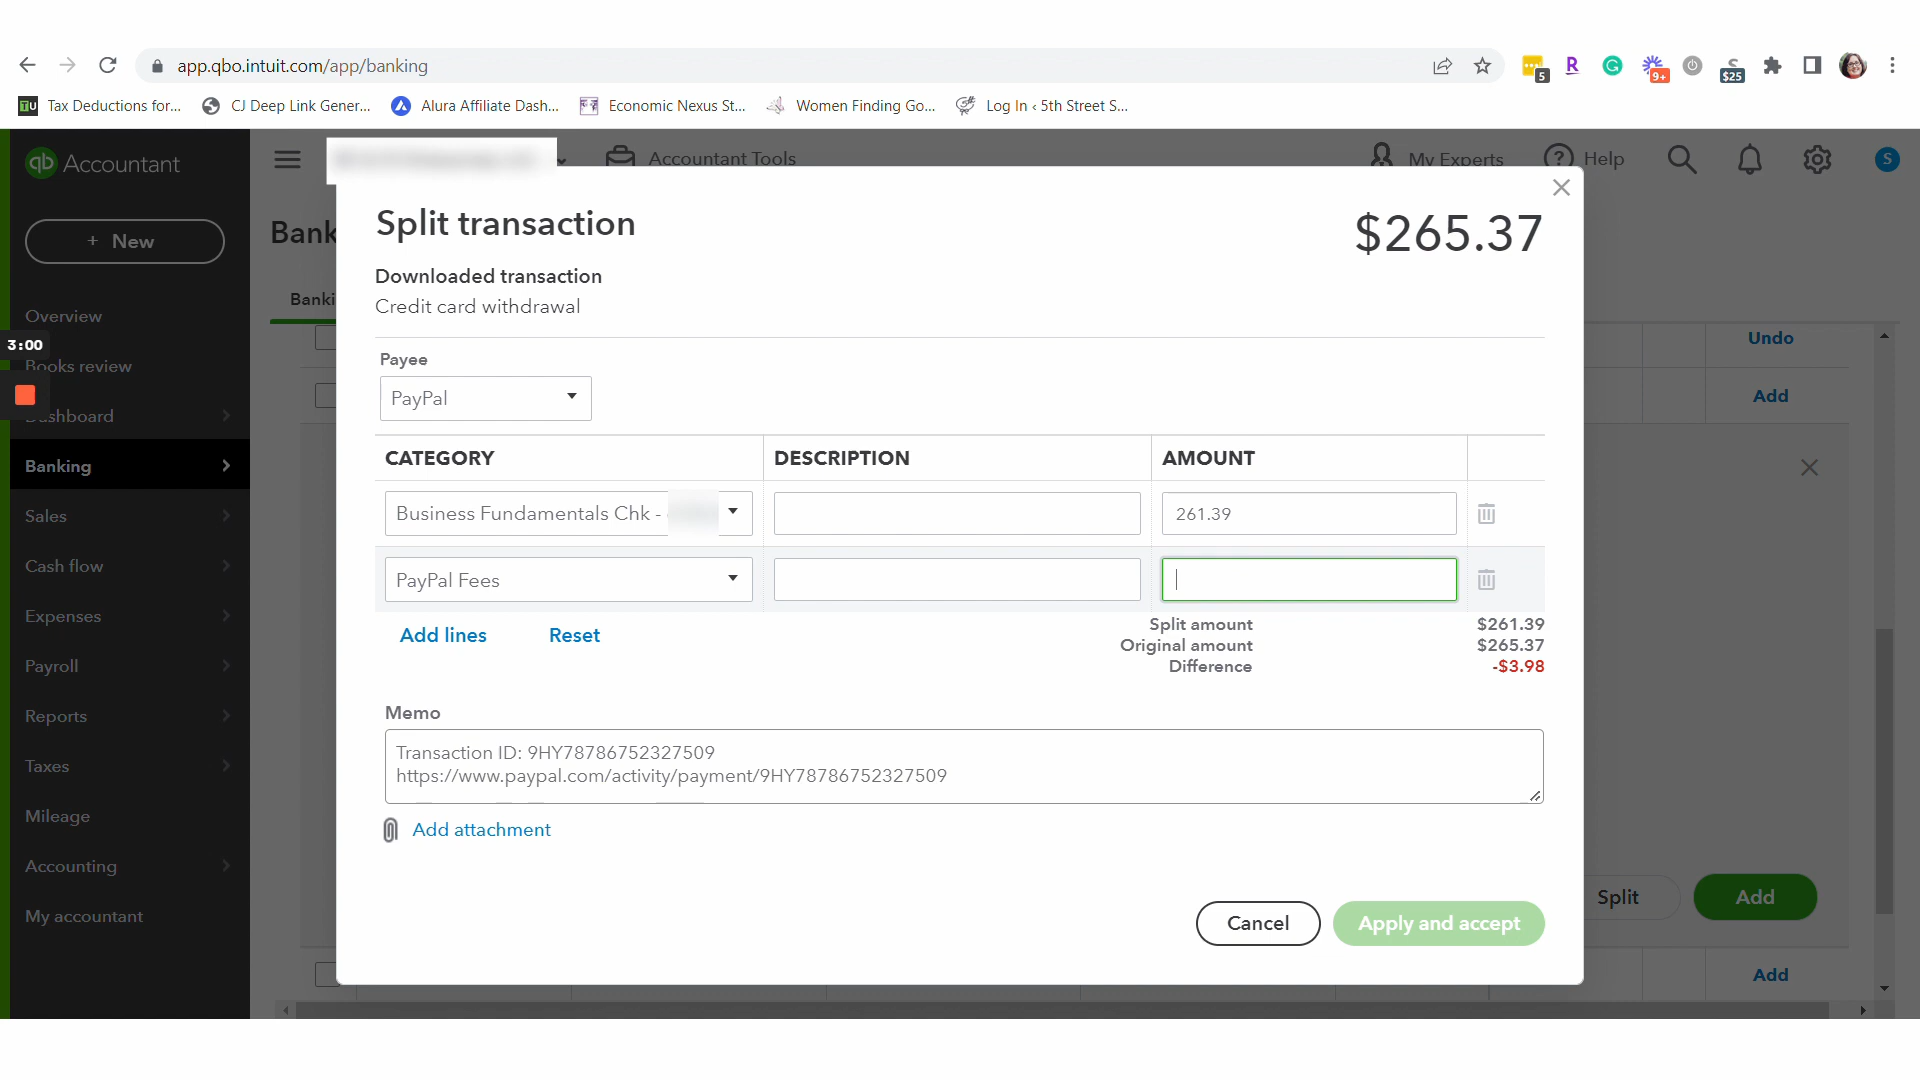 app.qbo.intuit.com/app/banking
5
R
G
9+
$25
TU Tax Deductions for...
CJ Deep Link Gener...
Alura Affiliate Dash...
Economic Nexus St...
Women Finding Go...
Log In ‹ 5th Street S...
qb Accountant
Accountant Tools
My Experts
Help
S
+ New
Bank
Split transaction
$265.37
Downloaded transaction
Credit card withdrawal
Banki
Overview
3:00
Books review
Dashboard
Banking
Sales
Cash flow
Expenses
Payroll
Reports
Taxes
Mileage
Accounting
My accountant
Payee
PayPal
CATEGORY
DESCRIPTION
AMOUNT
Business Fundamentals Chk -
261.39
PayPal Fees
Add lines
Reset
Split amount $261.39
Original amount $265.37
Difference -$3.98
Memo
Transaction ID: 9HY78786752327509
https://www.paypal.com/activity/payment/9HY78786752327509
Add attachment
Cancel
Apply and accept
Undo
Add
Split
Add
Add